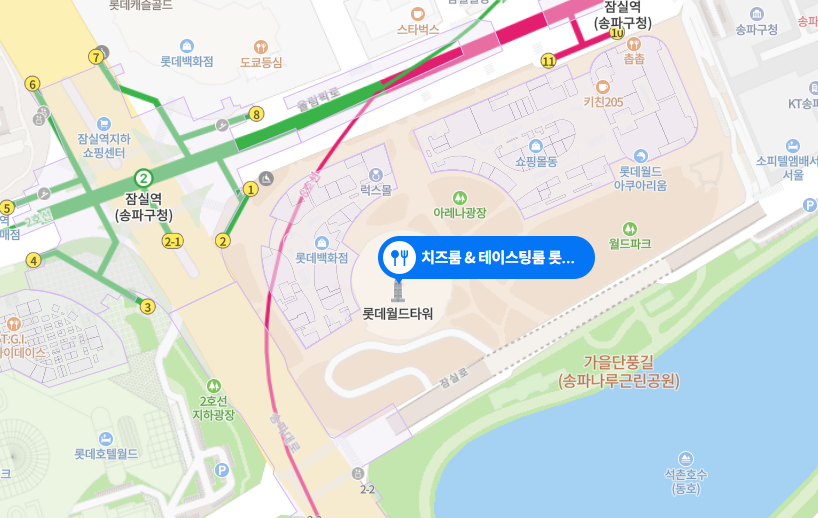 롯데캐슬골드
스타벅스
잠실역
(송파구청)
송파구청
7
롯데백화점
도쿄등심
10
11
촙촙
6
올림픽로
키친205
8
잠실역지하
쇼핑센터
쇼핑몰동
2
잠실역
(송파구청)
1
럭스몰
롯데월드
아쿠아리움
소피텔앰배서
서울
5
2호선
아레나광장
P
2-1
2
월드파크
4
롯데백화점
치즈룸 & 테이스팅룸 롯...
3
롯데월드타워
T.G.I.
가을단풍길
(송파나루근린공원)
잠실로
2호선
지하광장
송파대로
롯데호텔월드
P
석촌호수
(동호)
2-2